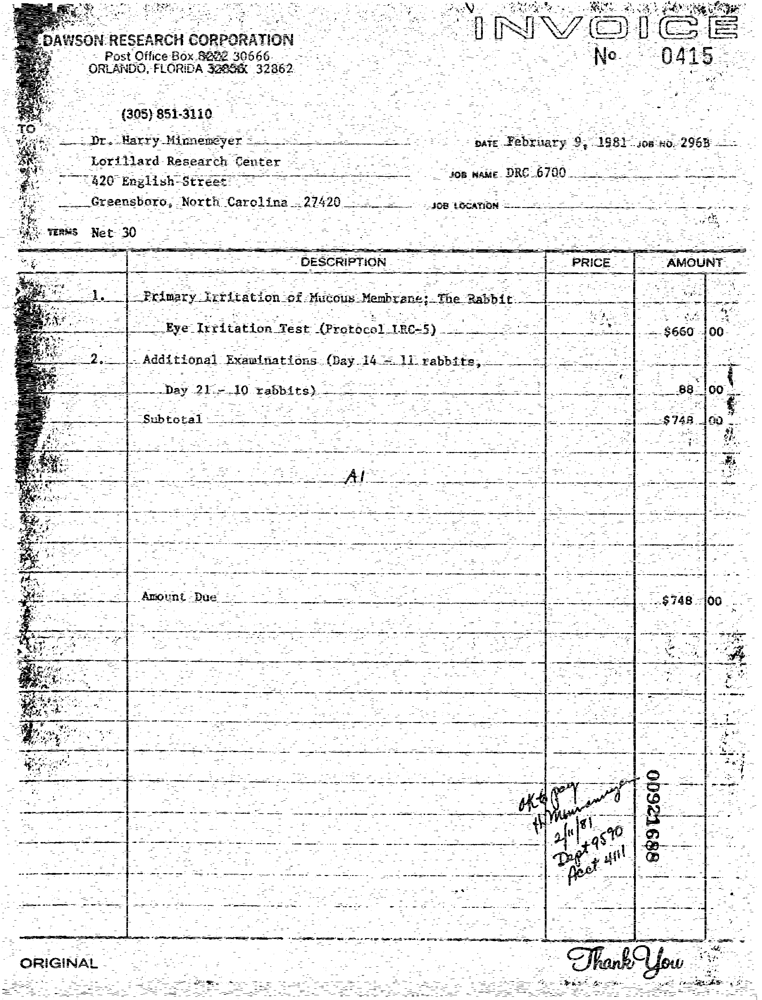 INVOICE
DAWSON RESEARCH CORPORATION
Post Office Box 8222 30666
ORLANDO, FLORIDA 32862
No 0415
(305) 851-3110
TO
Dr. Harry Minnemeyer
Lorillard Research Center
420 English Street
Greensboro, North Carolina 27420
DATE February 9, 1981 JOB NO. 296B
JOB NAME DRC 6700
JOB LOCATION
TERMS Net 30
DESCRIPTION PRICE AMOUNT
1. Primary Irritation of Mucous Membrane; The Rabbit
Eye Irritation Test (Protocol LRC-5) $660 00
2. Additional Examinations (Day 14 - 11 rabbits,
Day 21 - 10 rabbits) 88 00
Subtotal $748 00
A1
Amount Due $748 00
OK to pay
H. Minnemeyer
2/11/81
Dept 9590
Acct 4111
00921688
ORIGINAL
Thank You